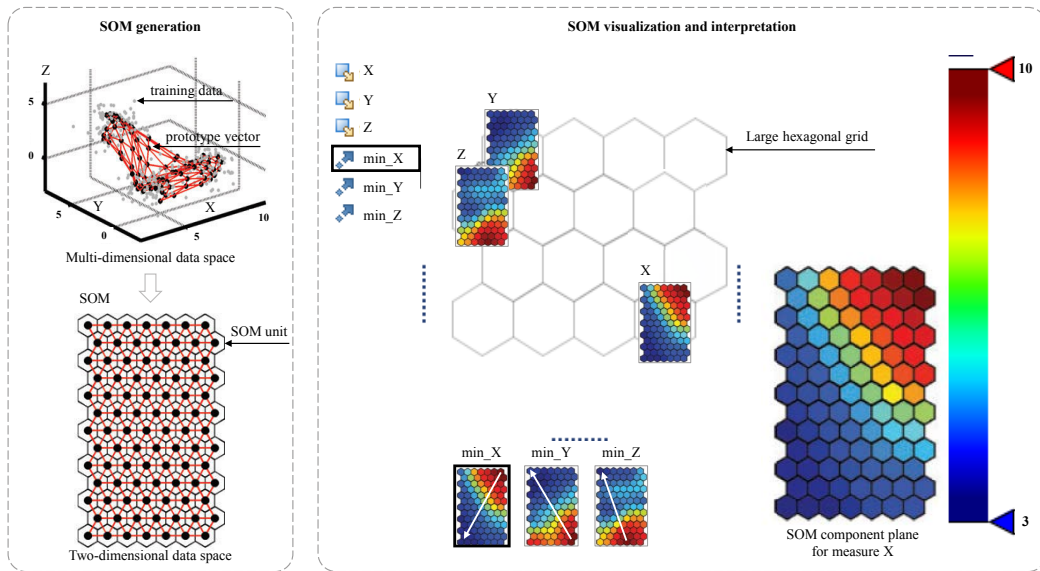 SOM generation
Z
training data
5
prototype vector
0
5
Y
0
X
5
10
Multi-dimensional data space
SOM
SOM unit
Two-dimensional data space
SOM visualization and interpretation
X
Y
Z
min_X
min_Y
min_Z
Y
Z
Large hexagonal grid
X
min_X
min_Y
min_Z
SOM component plane
for measure X
10
3